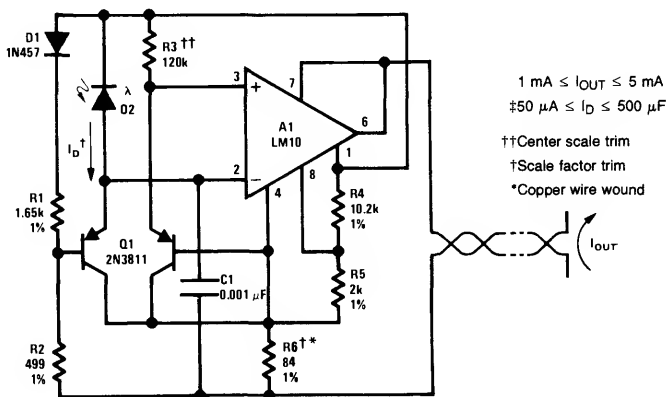 D1
1N457
R3 ††
120k
λ
D2
ID†
3
+
7
6
A1
LM10
1
2
−
4
8
R1
1.65k
1%
R4
10.2k
1%
Q1
2N3811
C1
0.001 μF
R5
2k
1%
R2
499
1%
R6†*
84
1%
IOUT
1 mA ≤ IOUT ≤ 5 mA
‡50 μA ≤ ID ≤ 500 μF
††Center scale trim
†Scale factor trim
*Copper wire wound